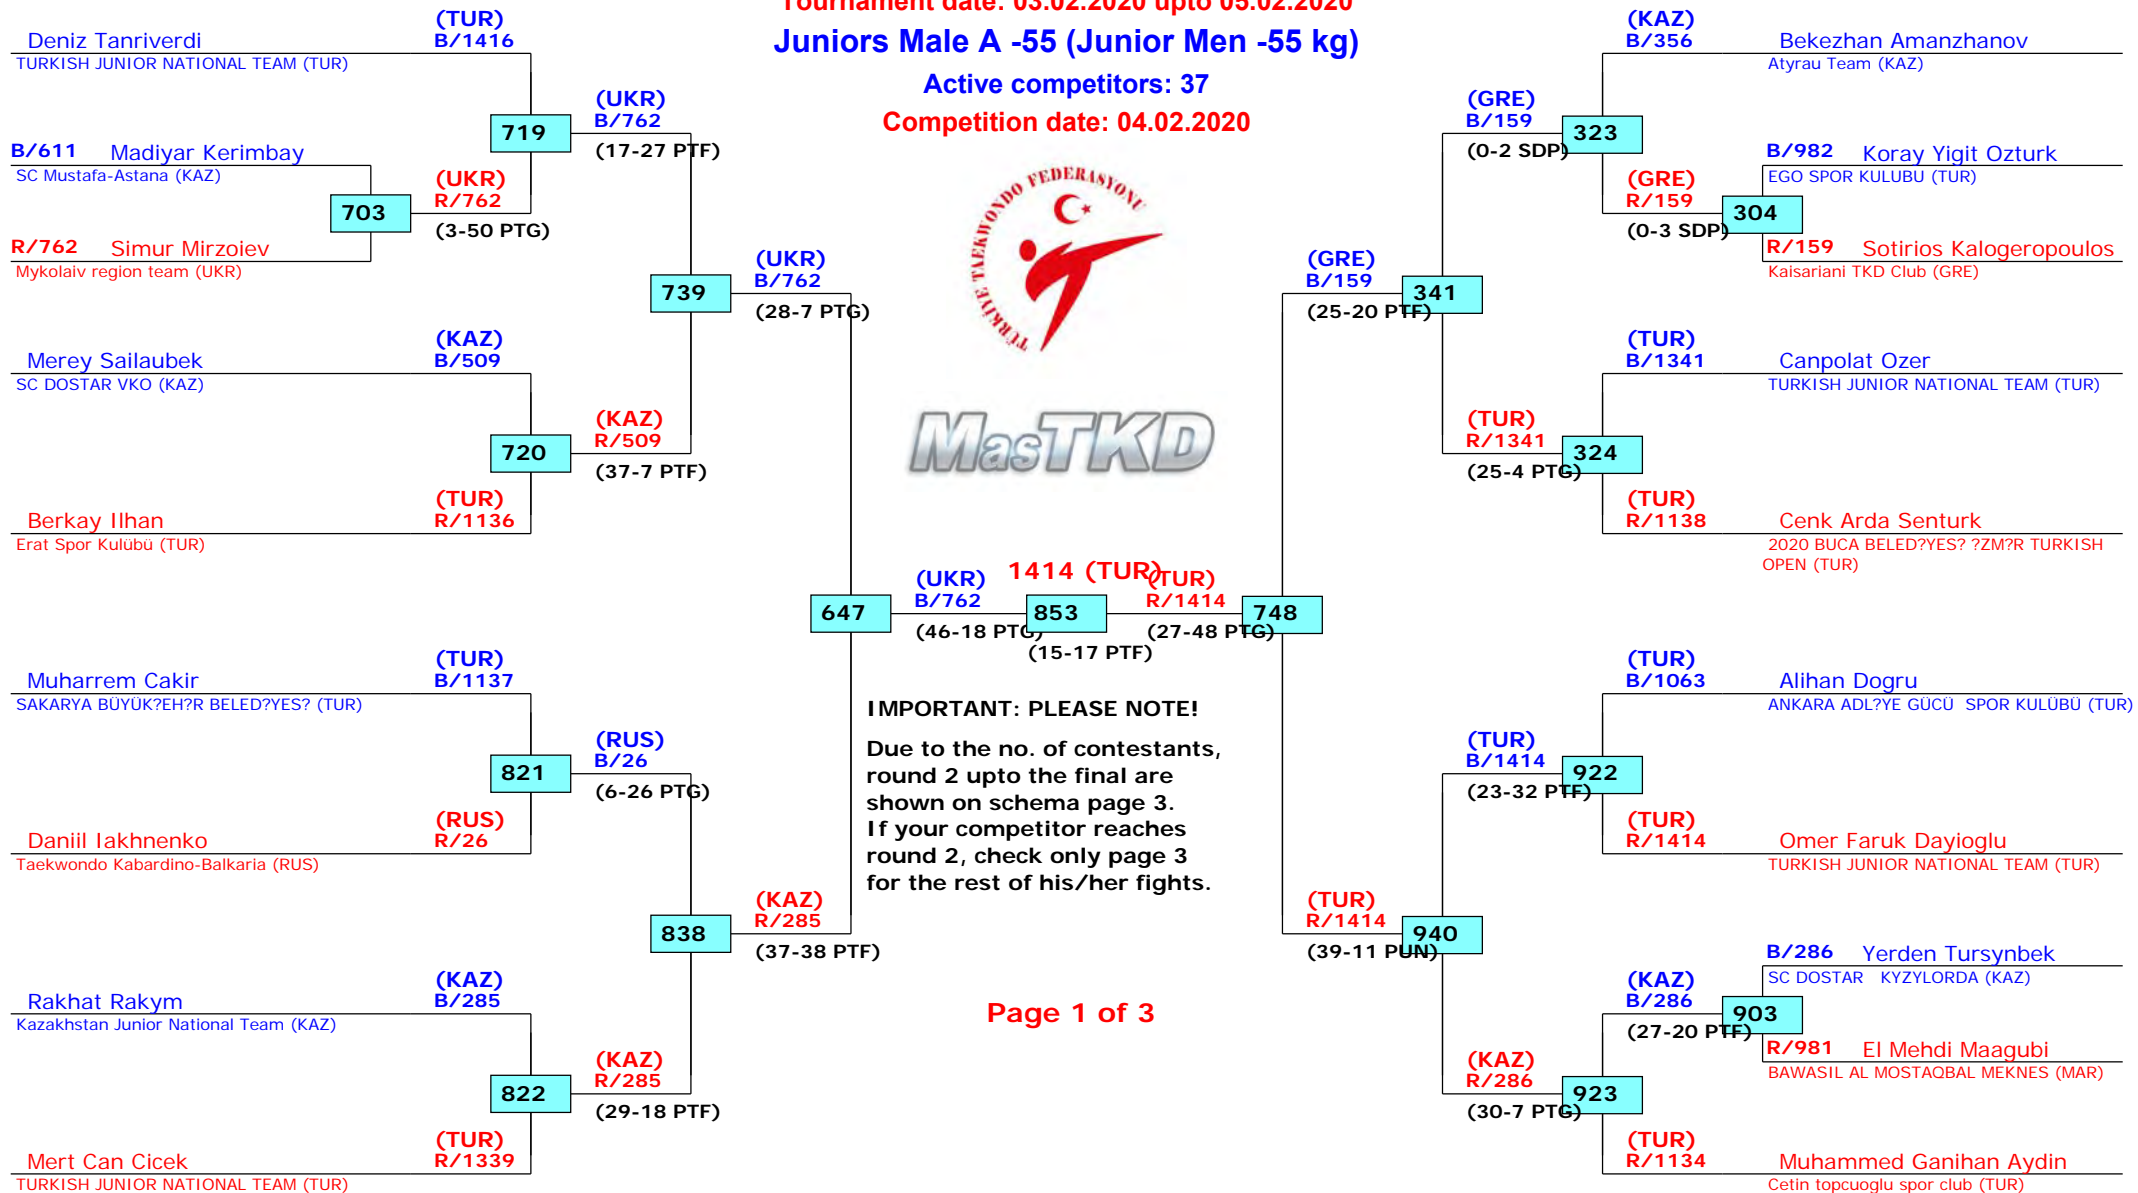 Tournament date: 03.02.2020 upto 05.02.2020
Juniors Male A -55 (Junior Men -55 kg)
Active competitors: 37
Competition date: 04.02.2020
TÜRKİYE TAEKWONDO FEDERASYONU
MasTKD
Deniz Tanriverdi
(TUR)
B/1416
TURKISH JUNIOR NATIONAL TEAM (TUR)
B/611 Madiyar Kerimbay
SC Mustafa-Astana (KAZ)
703
R/762 Simur Mirzoiev
Mykolaiv region team (UKR)
(UKR)
R/762
(3-50 PTG)
719
(UKR)
B/762
(17-27 PTF)
Merey Sailaubek
(KAZ)
B/509
SC DOSTAR VKO (KAZ)
720
Berkay Ilhan
(TUR)
R/1136
Erat Spor Kulübü (TUR)
(KAZ)
R/509
(37-7 PTF)
739
(UKR)
B/762
(28-7 PTG)
Muharrem Cakir
(TUR)
B/1137
SAKARYA BÜYÜK?EH?R BELED?YES? (TUR)
821
Daniil Iakhnenko
(RUS)
R/26
Taekwondo Kabardino-Balkaria (RUS)
(RUS)
B/26
(6-26 PTG)
Rakhat Rakym
(KAZ)
B/285
Kazakhstan Junior National Team (KAZ)
822
Mert Can Cicek
(TUR)
R/1339
TURKISH JUNIOR NATIONAL TEAM (TUR)
(KAZ)
R/285
(29-18 PTF)
838
(KAZ)
R/285
(37-38 PTF)
647
(UKR)
B/762
(46-18 PTG)
1414 (TUR)
853
(15-17 PTF)
(TUR)
R/1414
(27-48 PTG)
748
IMPORTANT: PLEASE NOTE!
Due to the no. of contestants,
round 2 upto the final are
shown on schema page 3.
If your competitor reaches
round 2, check only page 3
for the rest of his/her fights.
Page 1 of 3
(KAZ)
B/356
Bekezhan Amanzhanov
Atyrau Team (KAZ)
(GRE)
B/159
(0-2 SDP)
323
B/982 Koray Yigit Ozturk
EGO SPOR KULUBU (TUR)
(GRE)
R/159
(0-3 SDP)
304
R/159 Sotirios Kalogeropoulos
Kaisariani TKD Club (GRE)
(GRE)
B/159
(25-20 PTF)
341
(TUR)
B/1341
Canpolat Ozer
TURKISH JUNIOR NATIONAL TEAM (TUR)
(TUR)
R/1341
(25-4 PTG)
324
(TUR)
R/1138
Cenk Arda Senturk
2020 BUCA BELED?YES? ?ZM?R TURKISH
OPEN (TUR)
(TUR)
B/1063
Alihan Dogru
ANKARA ADL?YE GÜCÜ SPOR KULÜBÜ (TUR)
(TUR)
B/1414
(23-32 PTF)
922
(TUR)
R/1414
Omer Faruk Dayioglu
TURKISH JUNIOR NATIONAL TEAM (TUR)
(TUR)
R/1414
(39-11 PUN)
940
B/286 Yerden Tursynbek
SC DOSTAR KYZYLORDA (KAZ)
(KAZ)
B/286
(27-20 PTF)
903
R/981 El Mehdi Maagubi
BAWASIL AL MOSTAQBAL MEKNES (MAR)
(KAZ)
R/286
(30-7 PTG)
923
(TUR)
R/1134
Muhammed Ganihan Aydin
Cetin topcuoglu spor club (TUR)